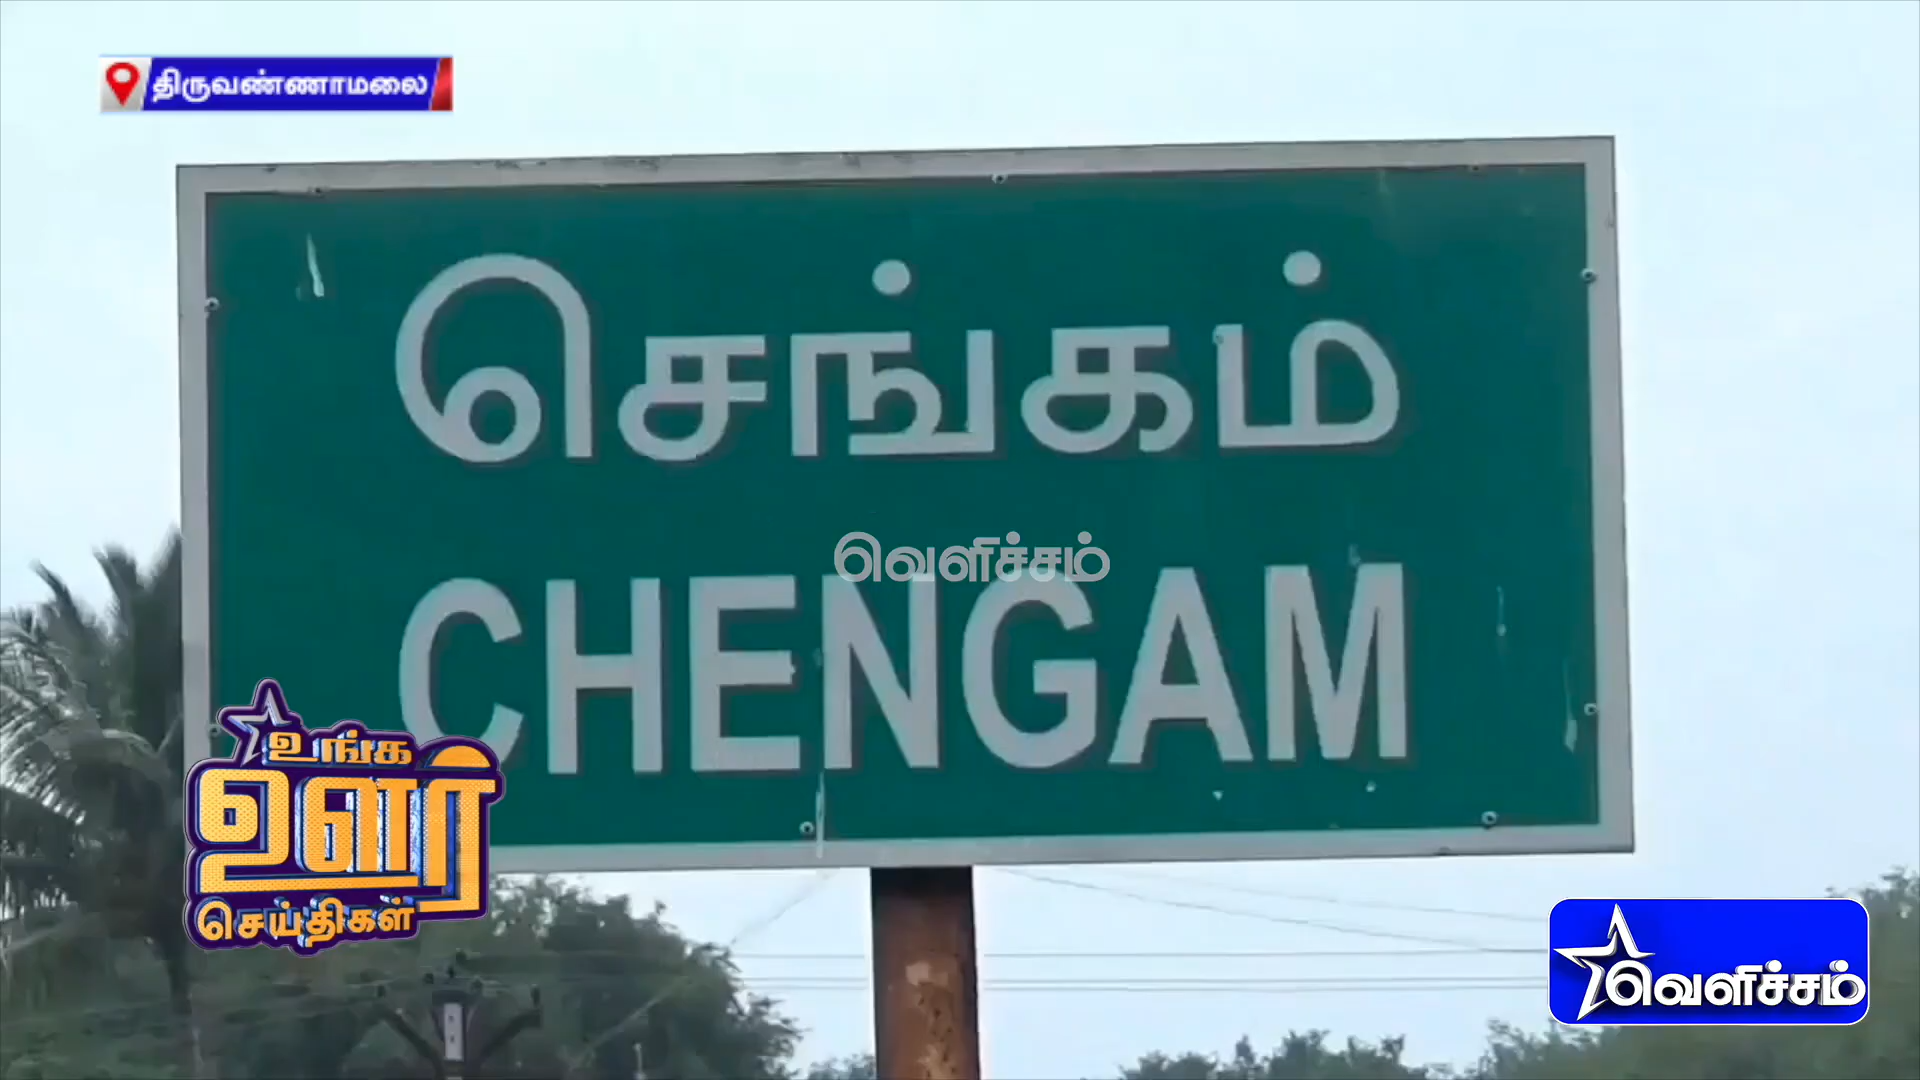 திருவண்ணாமலை
செங்கம்
வெளிச்சம்
CHENGAM
உங்க
ஊர்
செய்திகள்
வெளிச்சம்